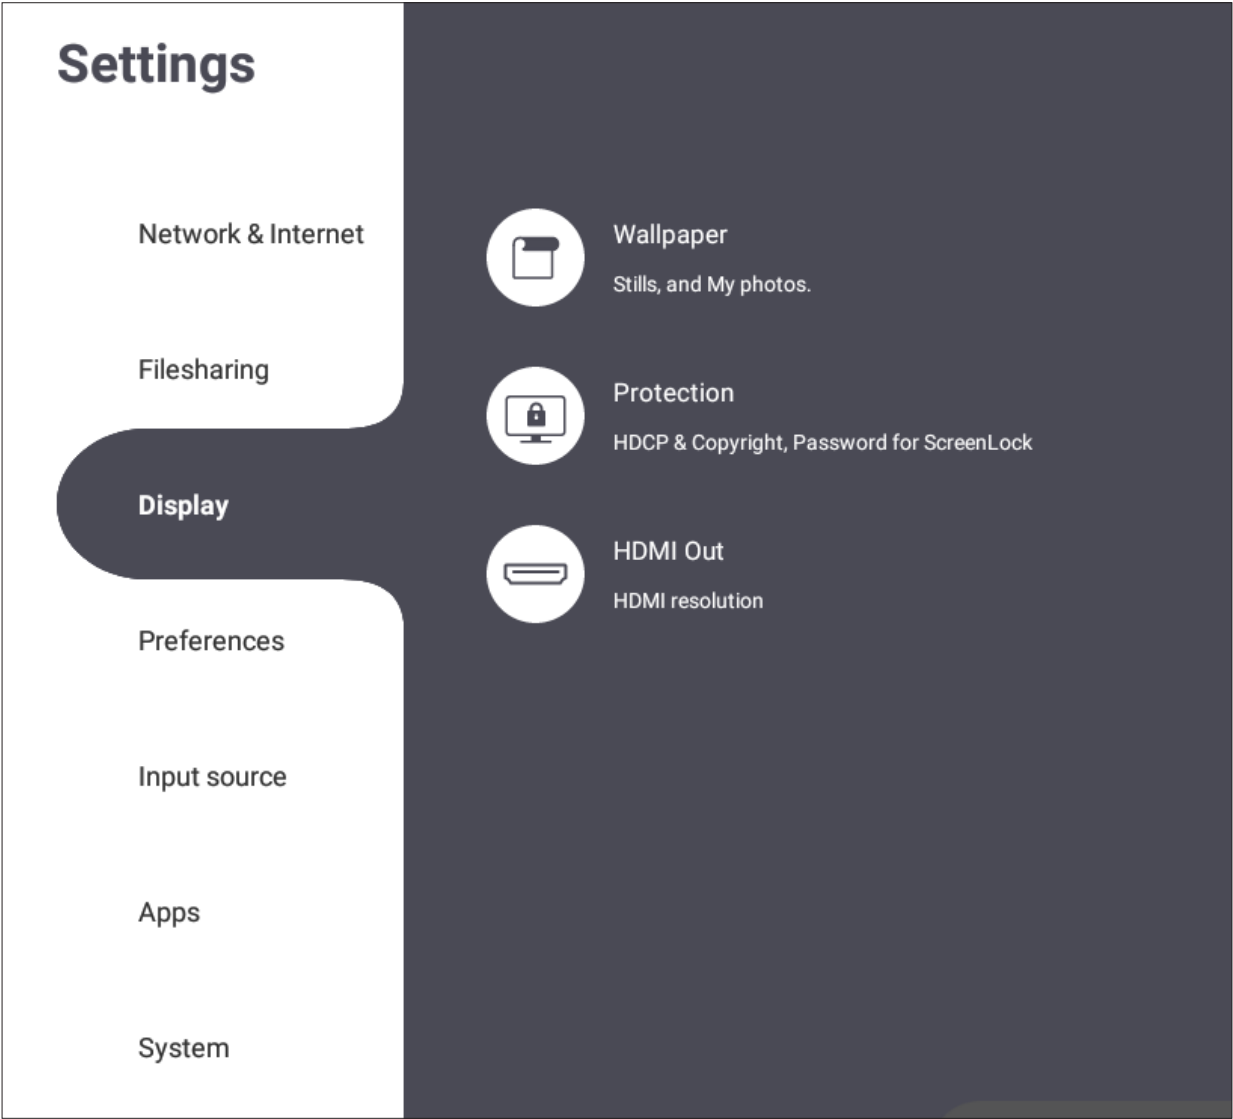 Settings
Network & Internet
Filesharing
Display
Preferences
Input source
Apps
System
Wallpaper
Stills, and My photos.
Protection
HDCP & Copyright, Password for ScreenLock
HDMI Out
HDMI resolution